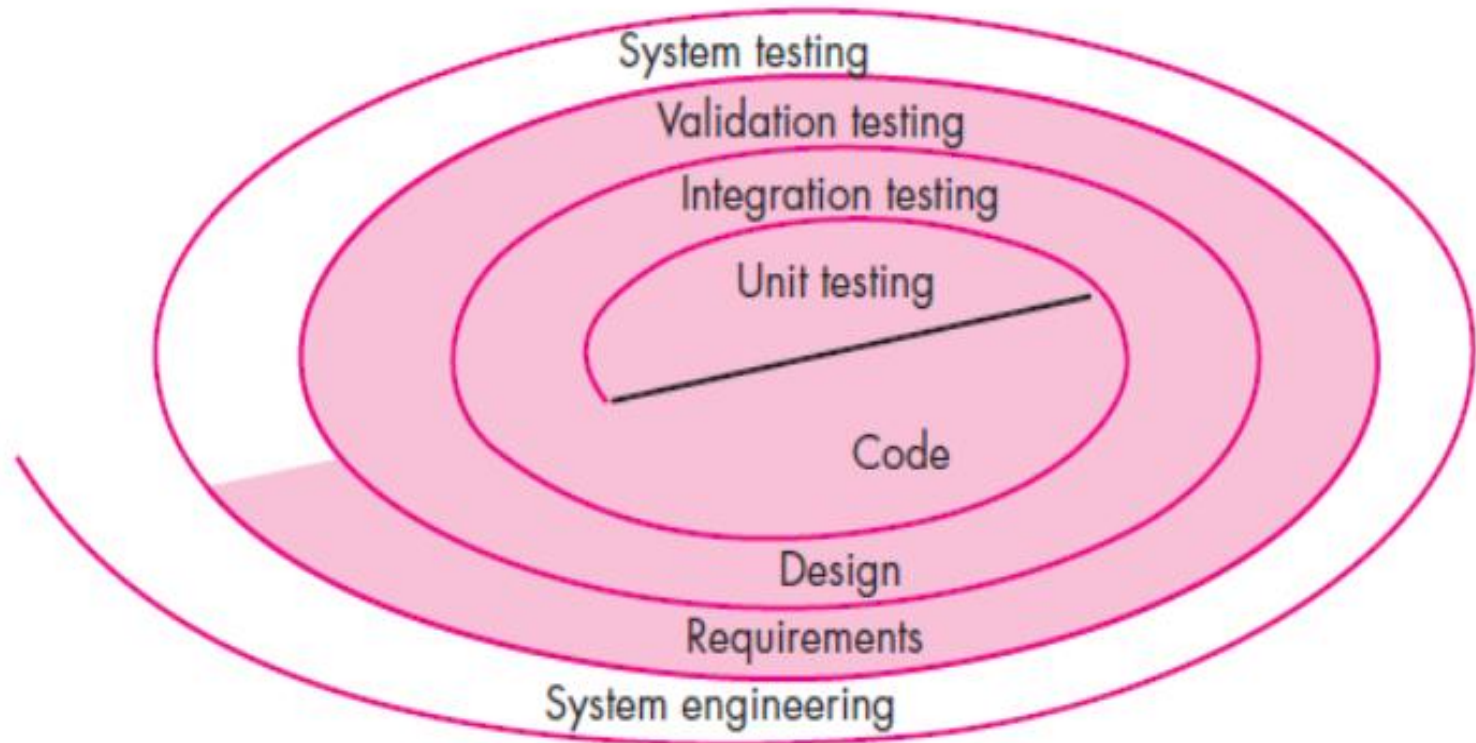 System testing
Validation testing
Integration testing
Unit testing
Code
Design
Requirements
System engineering